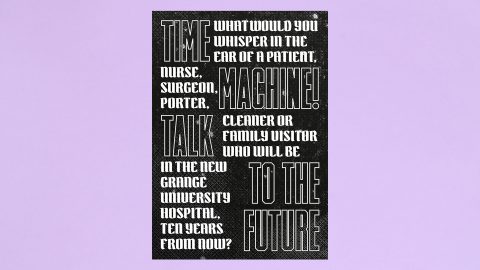 TIME
WHAT WOULD YOU
WHISPER IN THE
EAR OF A PATIENT,
NURSE,
SURGEON,
PORTER,
MACHINE!
TALK
CLEANER OR
FAMILY VISITOR
WHO WILL BE
IN THE NEW
GRANGE
UNIVERSITY
HOSPITAL,
TEN YEARS
FROM NOW?
TO THE
FUTURE